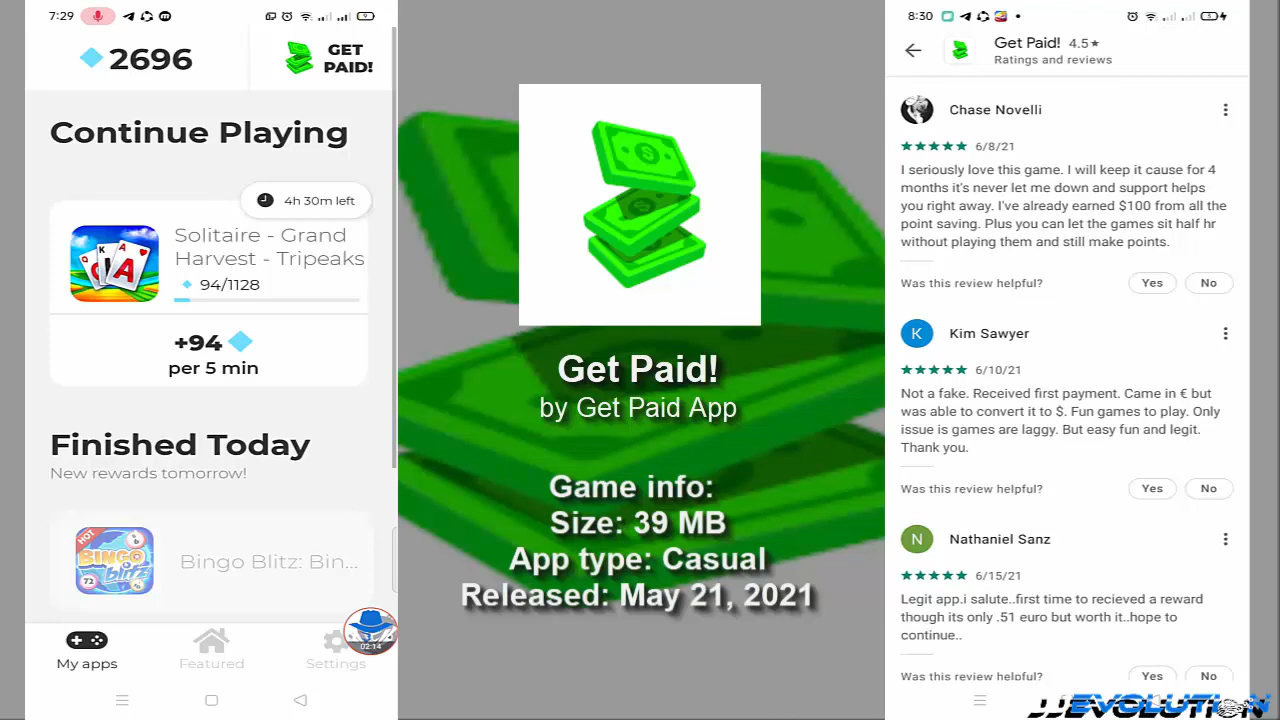 7:29
9
2696
GET
PAID!
Continue Playing
4h 30m left
Solitaire - Grand
Harvest - Tripeaks
94/1128
+94
per 5 min
Finished Today
New rewards tomorrow!
HOT
BINGO
blitz
72
Bingo Blitz: Bin...
02:14
My apps
Featured
Settings
Get Paid!
by Get Paid App
Game info:
Size: 39 MB
App type: Casual
Released: May 21, 2021
8:30
3
Get Paid! 4.5★
Ratings and reviews
Chase Novelli
★★★★★ 6/8/21
I seriously love this game. I will keep it cause for 4
months it's never let me down and support helps
you right away. I've already earned $100 from all the
point saving. Plus you can let the games sit half hr
without playing them and still make points.
Was this review helpful? Yes No
K Kim Sawyer
★★★★★ 6/10/21
Not a fake. Received first payment. Came in € but
was able to convert it to $. Fun games to play. Only
issue is games are laggy. But easy fun and legit.
Thank you.
Was this review helpful? Yes No
N Nathaniel Sanz
★★★★★ 6/15/21
Legit app.i salute..first time to recieved a reward
though its only .51 euro but worth it..hope to
continue..
Was this review helpful? Yes No
JJEVOLUTION